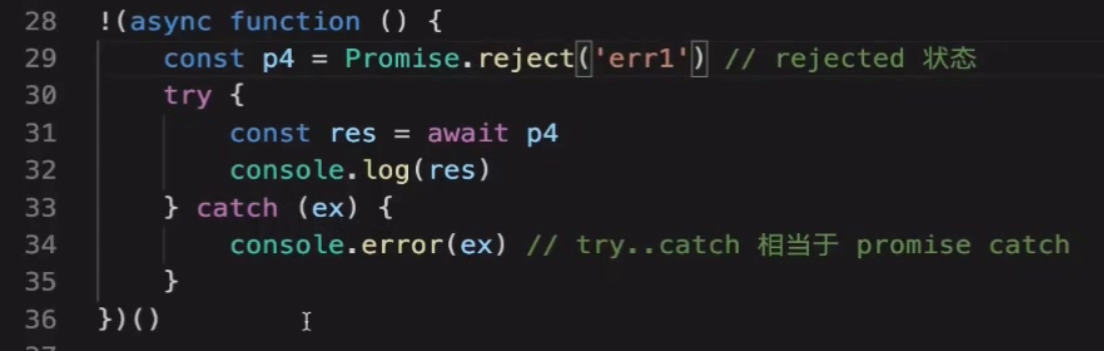 28 !(async function () {
29     const p4 = Promise.reject('err1') // rejected 状态
30     try {
31         const res = await p4
32         console.log(res)
33     } catch (ex) {
34         console.error(ex) // try..catch 相当于 promise catch
35     }
36 })()
37